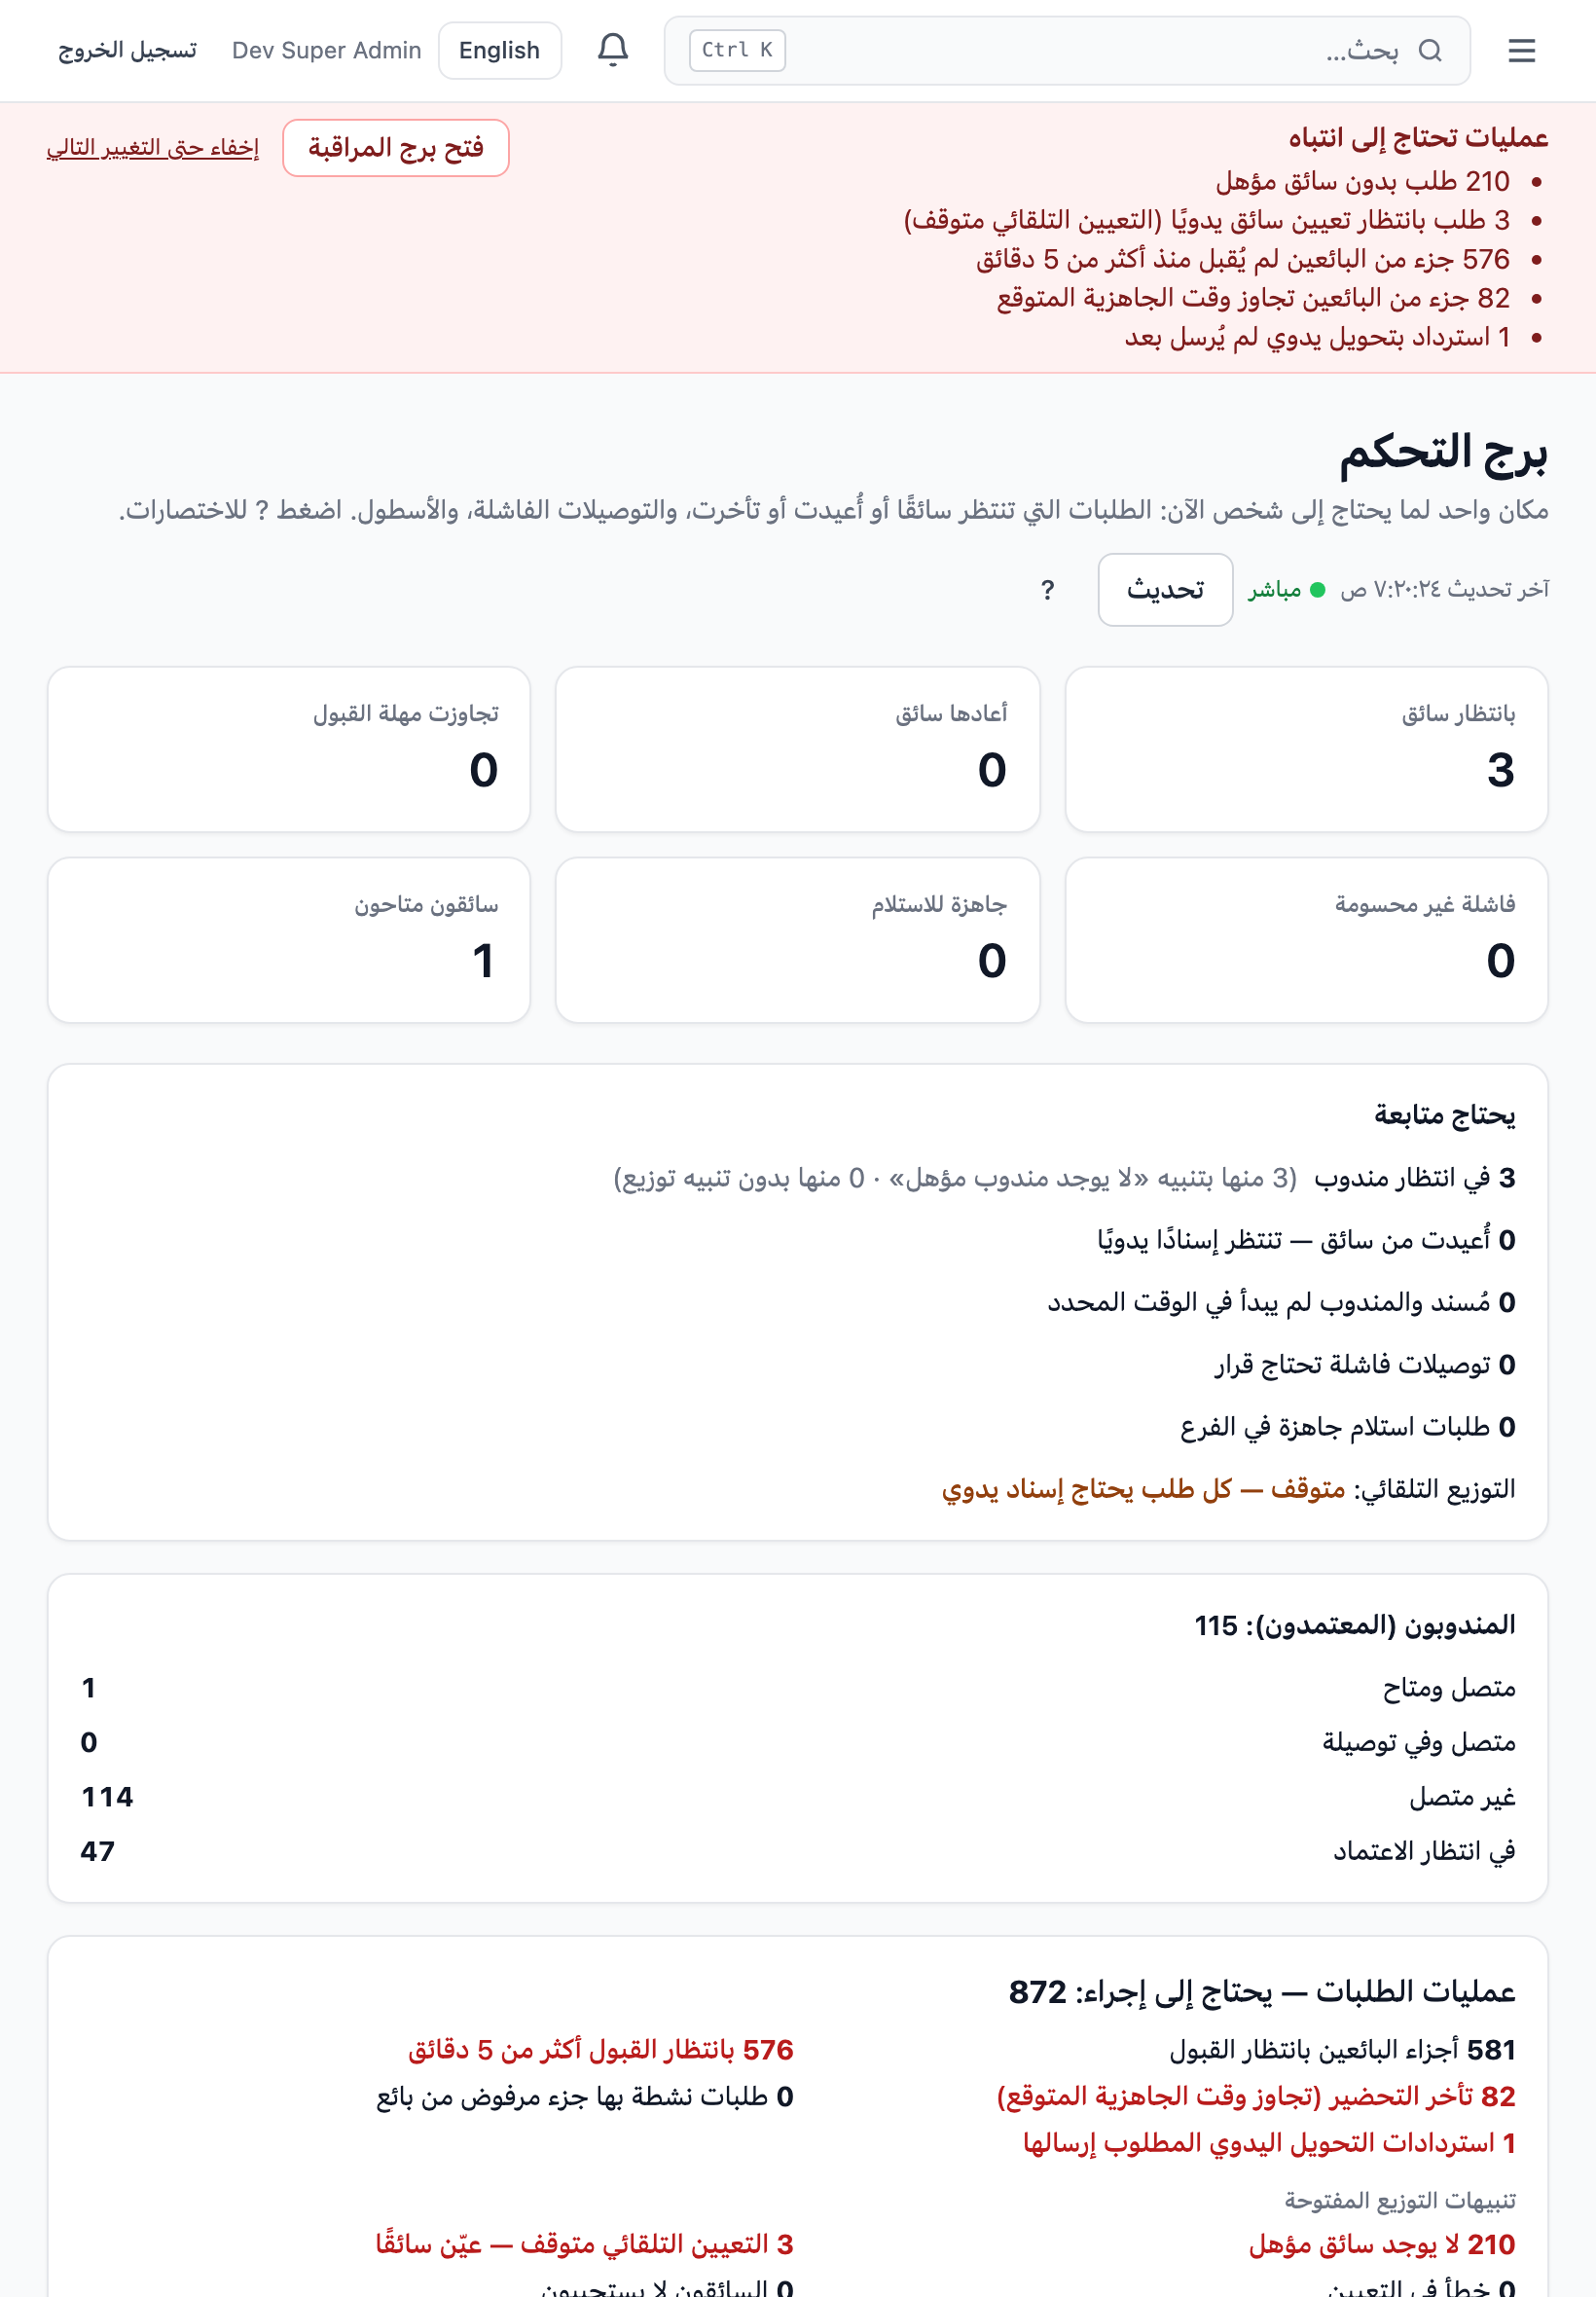 بحث...
Ctrl K
English
Dev Super Admin
تسجيل الخروج
عمليات تحتاج إلى انتباه
فتح برج المراقبة
إخفاء حتى التغيير التالي
• 210 طلب بدون سائق مؤهل
• 3 طلب بانتظار تعيين سائق يدويًا (التعيين التلقائي متوقف)
• 576 جزء من البائعين لم يُقبل منذ أكثر من 5 دقائق
• 82 جزء من البائعين تجاوز وقت الجاهزية المتوقع
• 1 استرداد بتحويل يدوي لم يُرسل بعد
برج التحكم
مكان واحد لما يحتاج إلى شخص الآن: الطلبات التي تنتظر سائقًا أو أُعيدت أو تأخرت، والتوصيلات الفاشلة، والأسطول. اضغط ? للاختصارات.
آخر تحديث ٧:٢٠:٢٤ ص
مباشر
تحديث
?
بانتظار سائق
3
أعادها سائق
0
تجاوزت مهلة القبول
0
فاشلة غير محسومة
0
جاهزة للاستلام
0
سائقون متاحون
1
يحتاج متابعة
3 في انتظار مندوب (3 منها بتنبيه «لا يوجد مندوب مؤهل» · 0 منها بدون تنبيه توزيع)
0 أُعيدت من سائق — تنتظر إسنادًا يدويًا
0 مُسند والمندوب لم يبدأ في الوقت المحدد
0 توصيلات فاشلة تحتاج قرار
0 طلبات استلام جاهزة في الفرع
التوزيع التلقائي: متوقف — كل طلب يحتاج إسناد يدوي
المندوبون (المعتمدون): 115
متصل ومتاح 1
متصل وفي توصيلة 0
غير متصل 114
في انتظار الاعتماد 47
عمليات الطلبات — يحتاج إلى إجراء: 872
581 أجزاء البائعين بانتظار القبول
576 بانتظار القبول أكثر من 5 دقائق
82 تأخر التحضير (تجاوز وقت الجاهزية المتوقع)
0 طلبات نشطة بها جزء مرفوض من بائع
1 استردادات التحويل اليدوي المطلوب إرسالها
تنبيهات التوزيع المفتوحة
210 لا يوجد سائق مؤهل
3 التعيين التلقائي متوقف — عيّن سائقًا
0 خطأ في التعيين
0 السائقون لا يستجيبون